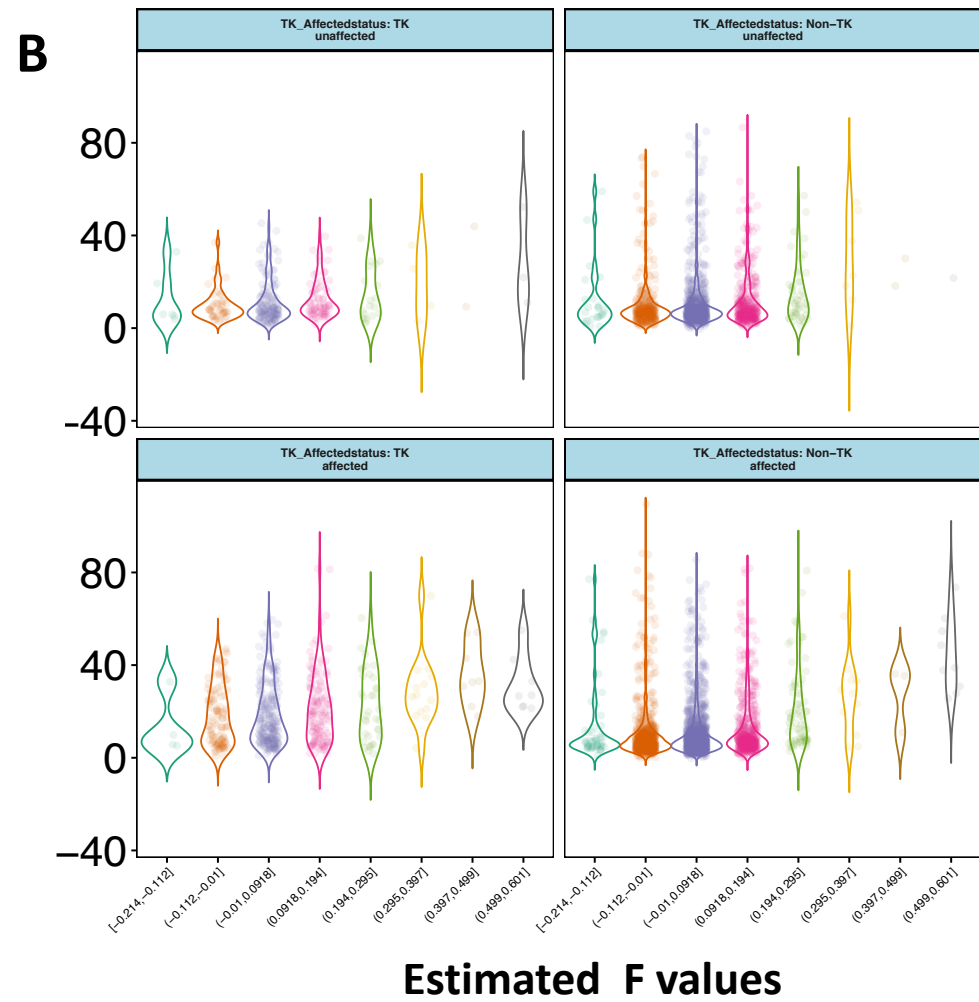 B
TK_Affectedstatus: TK
unaffected
TK_Affectedstatus: Non−TK
unaffected
80
40
0
-40
TK_Affectedstatus: TK
affected
TK_Affectedstatus: Non−TK
affected
80
40
0
−40
[−0.214,−0.112]
(−0.112,−0.01]
(−0.01,0.0918]
(0.0918,0.194]
(0.194,0.295]
(0.295,0.397]
(0.397,0.499]
(0.499,0.601]
[−0.214,−0.112]
(−0.112,−0.01]
(−0.01,0.0918]
(0.0918,0.194]
(0.194,0.295]
(0.295,0.397]
(0.397,0.499]
(0.499,0.601]
Estimated F values